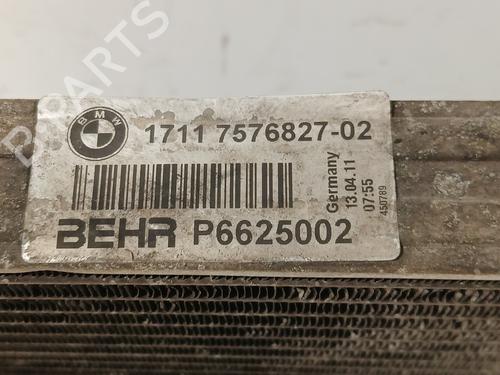 B-PARTS
BMW
1711 7576827-02
BEHR P6625002
Germany
13.04.11
07:55
450789